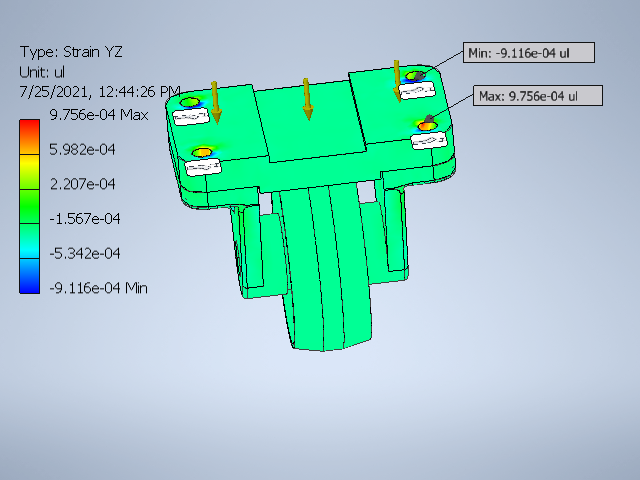 Type: Strain YZ
Unit: ul
7/25/2021, 12:44:26 PM
9.756e-04 Max
5.982e-04
2.207e-04
-1.567e-04
-5.342e-04
-9.116e-04 Min
Min: -9.116e-04 ul
Max: 9.756e-04 ul